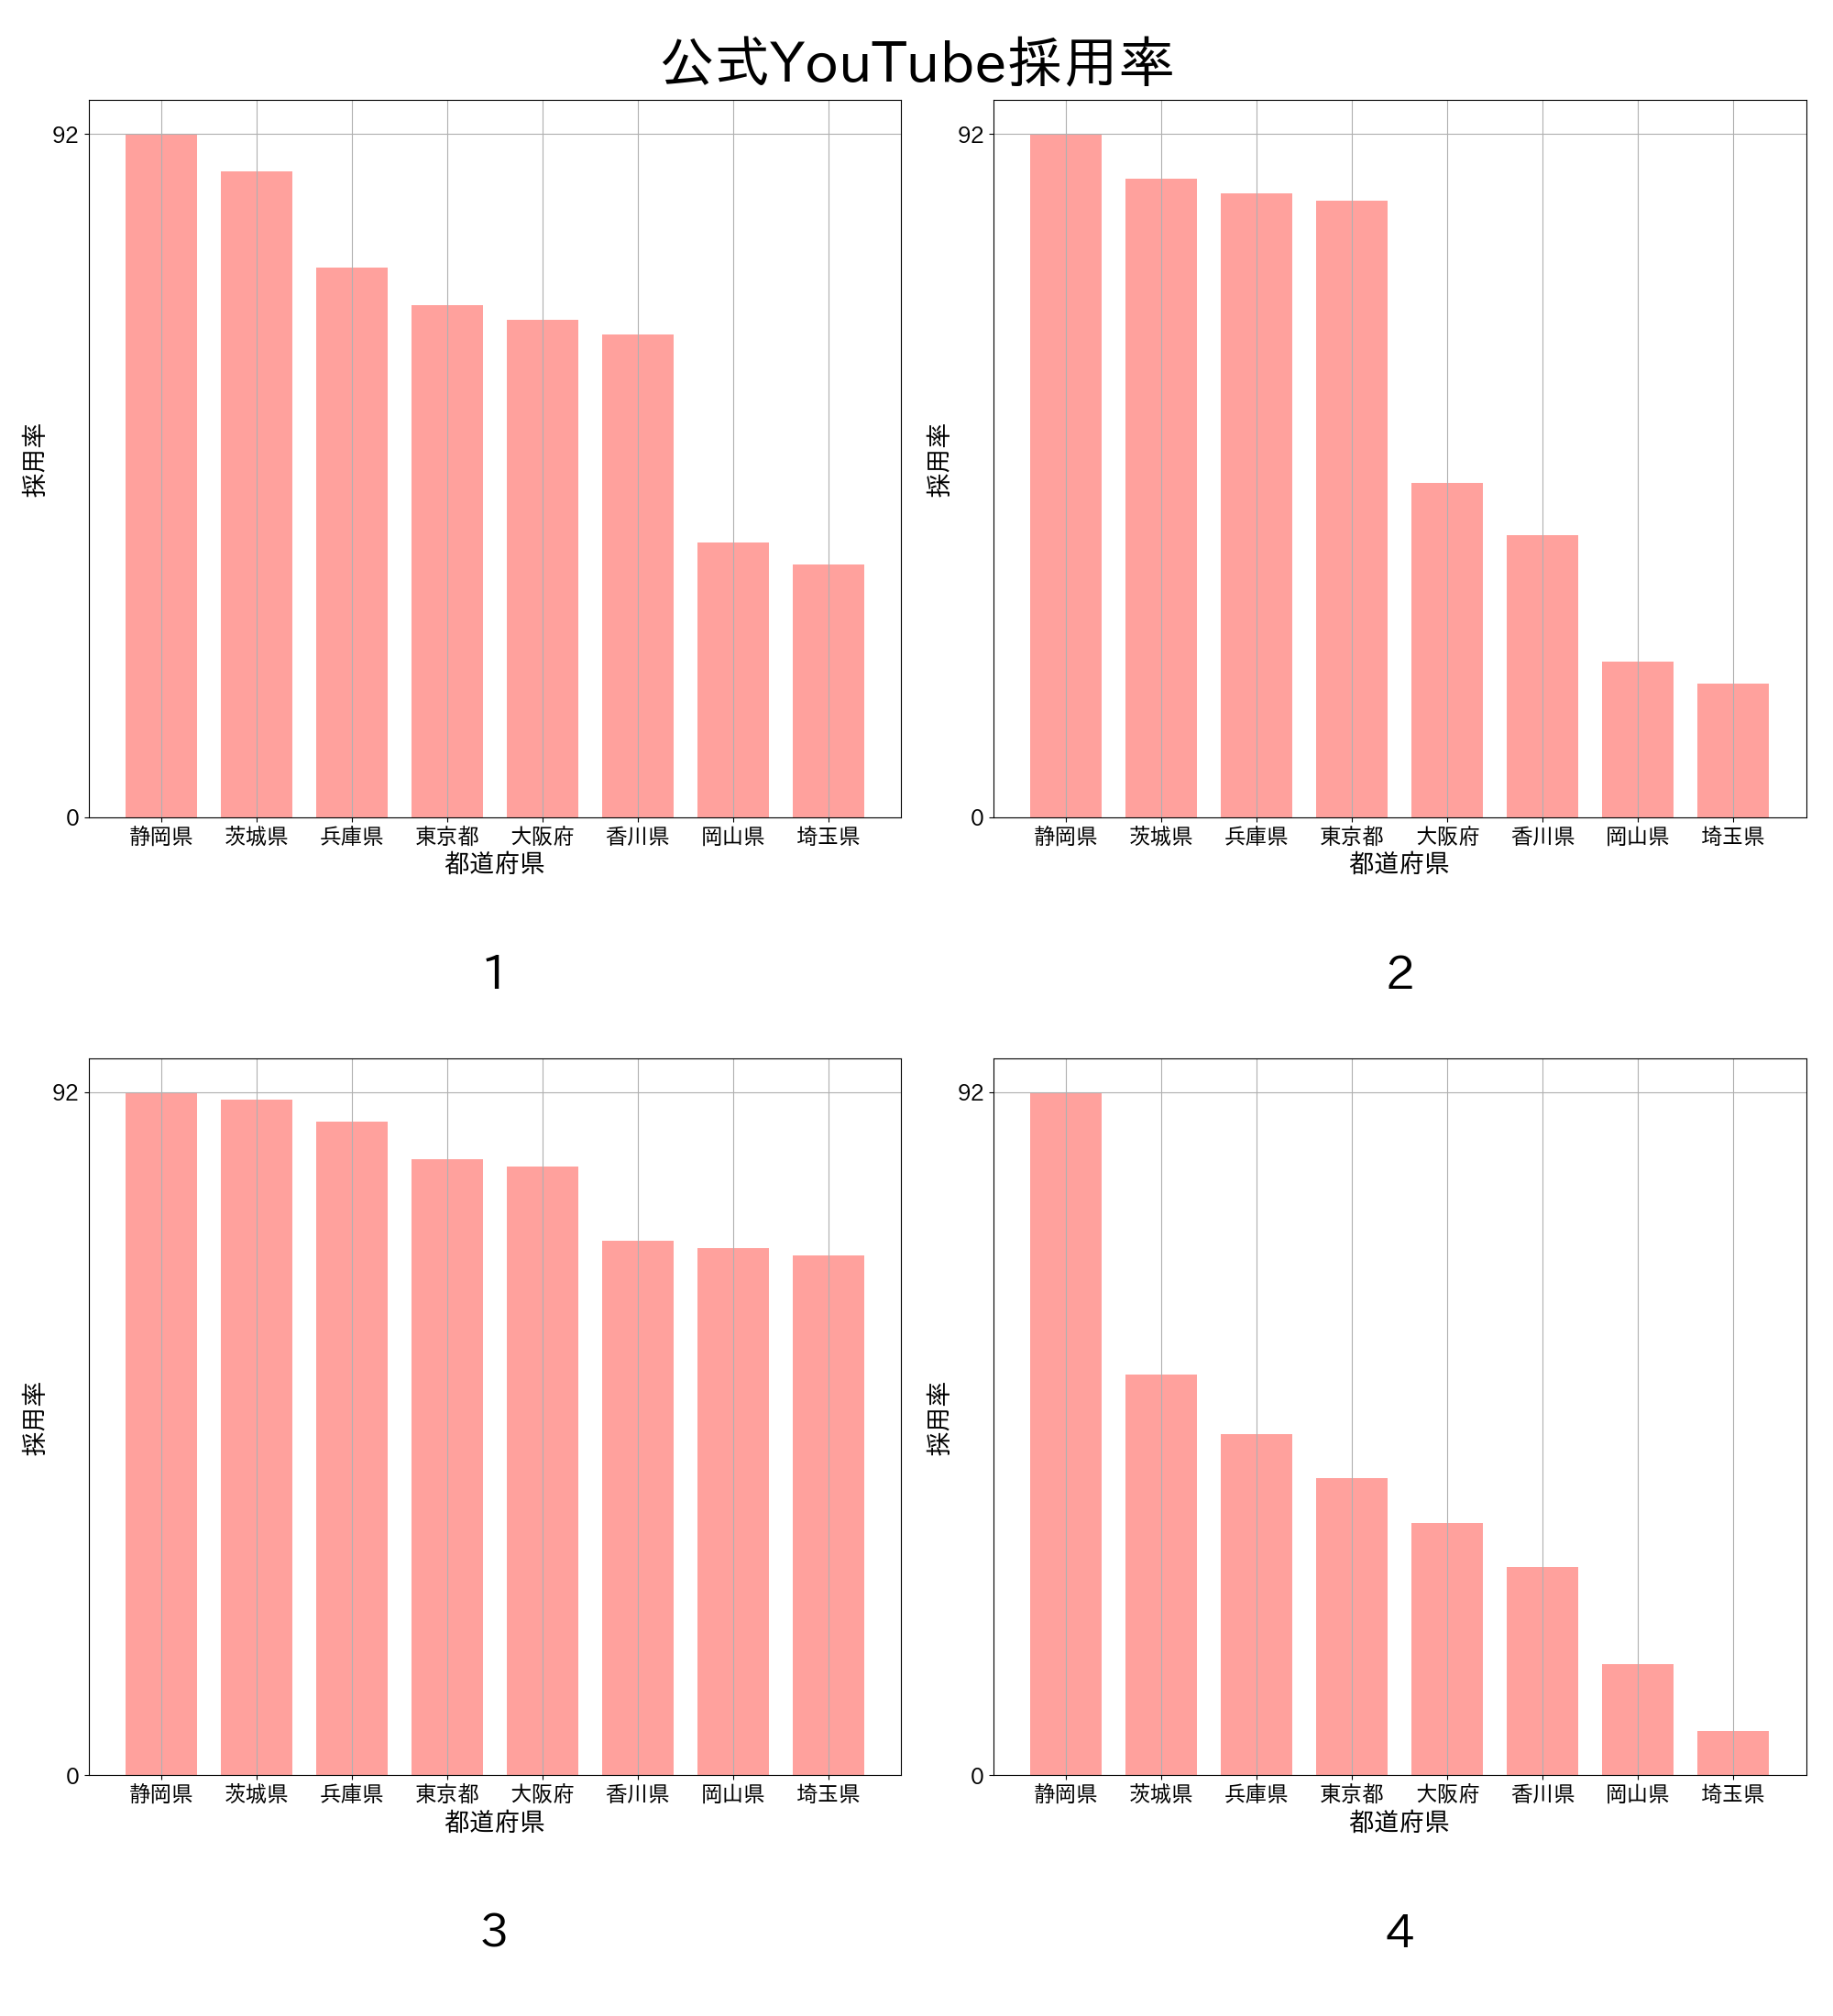 公式YouTube採用率
92
0
採用率
静岡県 茨城県 兵庫県 東京都 大阪府 香川県 岡山県 埼玉県
都道府県
1
92
0
採用率
静岡県 茨城県 兵庫県 東京都 大阪府 香川県 岡山県 埼玉県
都道府県
2
92
0
採用率
静岡県 茨城県 兵庫県 東京都 大阪府 香川県 岡山県 埼玉県
都道府県
3
92
0
採用率
静岡県 茨城県 兵庫県 東京都 大阪府 香川県 岡山県 埼玉県
都道府県
4